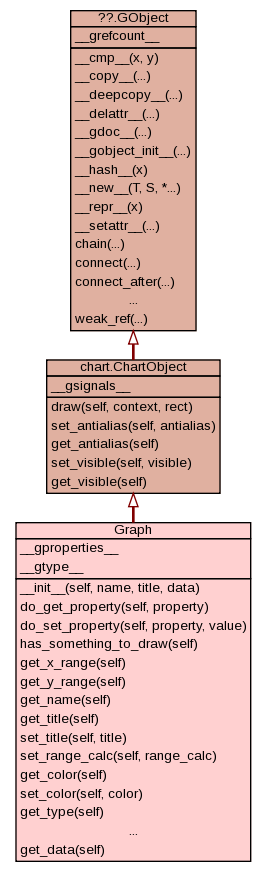 ??.GObject
__grefcount__
__cmp__(x, y)
__copy__(...)
__deepcopy__(...)
__delattr__(...)
__gdoc__(...)
__gobject_init__(...)
__hash__(x)
__new__(T, S, *...)
__repr__(x)
__setattr__(...)
chain(...)
connect(...)
connect_after(...)
...
weak_ref(...)
chart.ChartObject
__gsignals__
draw(self, context, rect)
set_antialias(self, antialias)
get_antialias(self)
set_visible(self, visible)
get_visible(self)
Graph
__gproperties__
__gtype__
__init__(self, name, title, data)
do_get_property(self, property)
do_set_property(self, property, value)
has_something_to_draw(self)
get_x_range(self)
get_y_range(self)
get_name(self)
get_title(self)
set_title(self, title)
set_range_calc(self, range_calc)
get_color(self)
set_color(self, color)
get_type(self)
...
get_data(self)